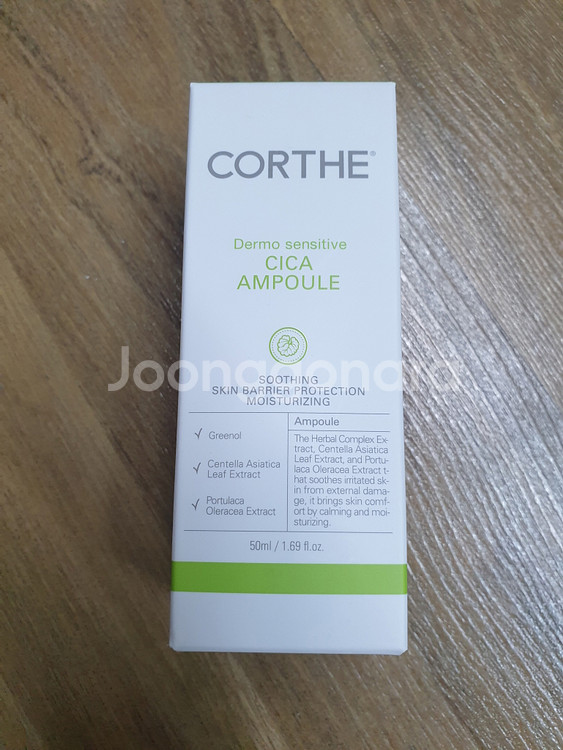 CORTHE®
Dermo sensitive
CICA
AMPOULE
SOOTHING
SKIN BARRIER PROTECTION
MOISTURIZING
✓ Greenol
✓ Centella Asiatica
Leaf Extract
✓ Portulaca
Oleracea Extract
Ampoule
The Herbal Complex Ex-
tract, Centella Asiatica
Leaf Extract, and Portu-
laca Oleracea Extract t-
hat soothes irritated sk-
in from external dama-
ge, it brings skin comf-
ort by calming and moi-
sturizing.
50ml / 1.69 fl.oz.
Joongonara